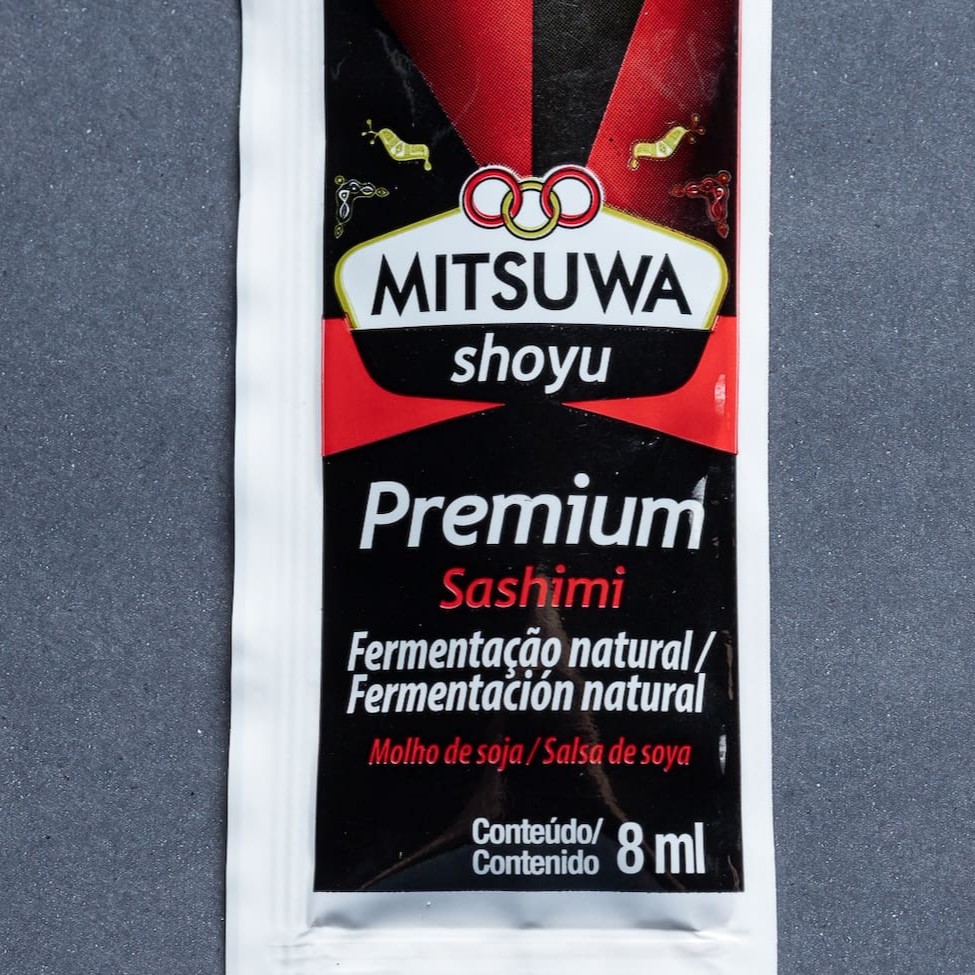 MITSUWA
shoyu
Premium
Sashimi
Fermentação natural /
Fermentación natural
Molho de soja / Salsa de soya
Conteúdo/
Contenido 8 ml